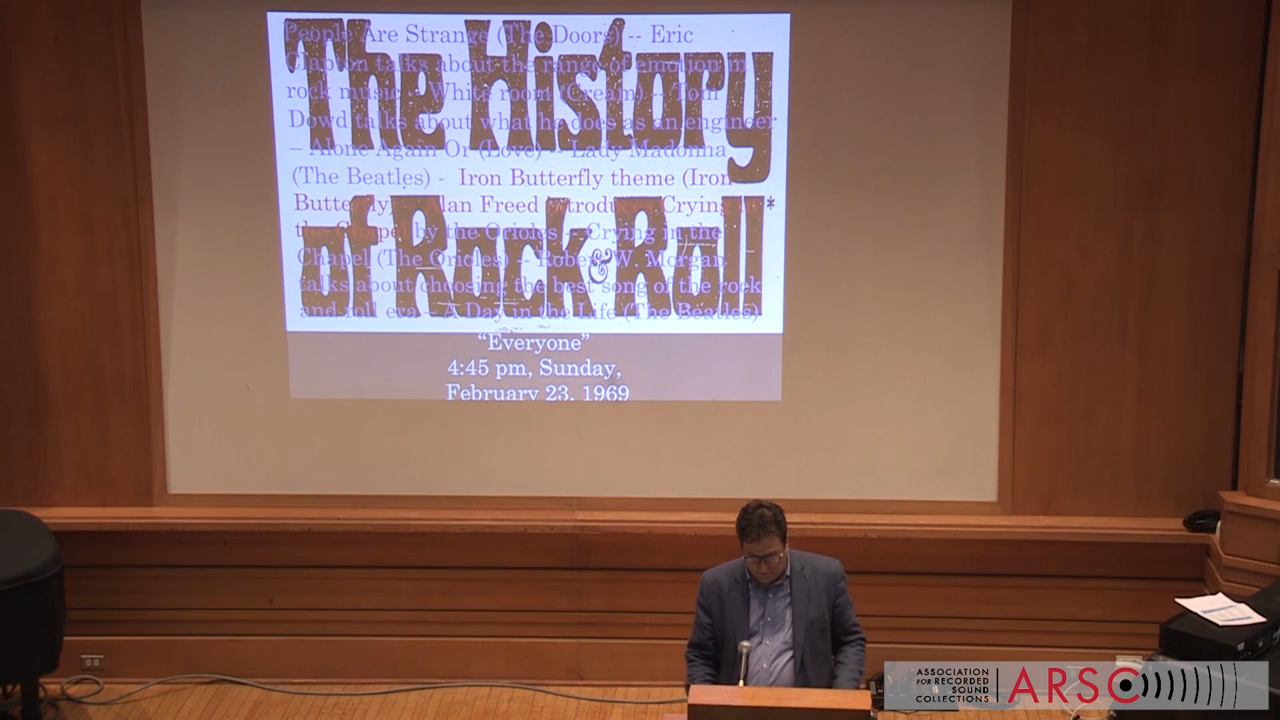 The History
of Rock & Roll *
People Are Strange (The Doors) -- Eric
Clapton talks about the range of emotion in
rock music -- White room (Cream) -- Tom
Dowd talks about what he does as an engineer
– Alone Again Or (Love) -- Lady Madonna
(The Beatles) - Iron Butterfly theme (Iron
Butterfly) Alan Freed introduces Crying in
the Chapel by the Orioles -- Crying in the
Chapel (The Orioles) -- Robert W. Morgan
talks about choosing the best song of the rock
and roll era – A Day in the Life (The Beatles)
“Everyone”
4:45 pm, Sunday,
February 23, 1969
ASSOCIATION
FOR RECORDED
SOUND
COLLECTIONS
ARSC